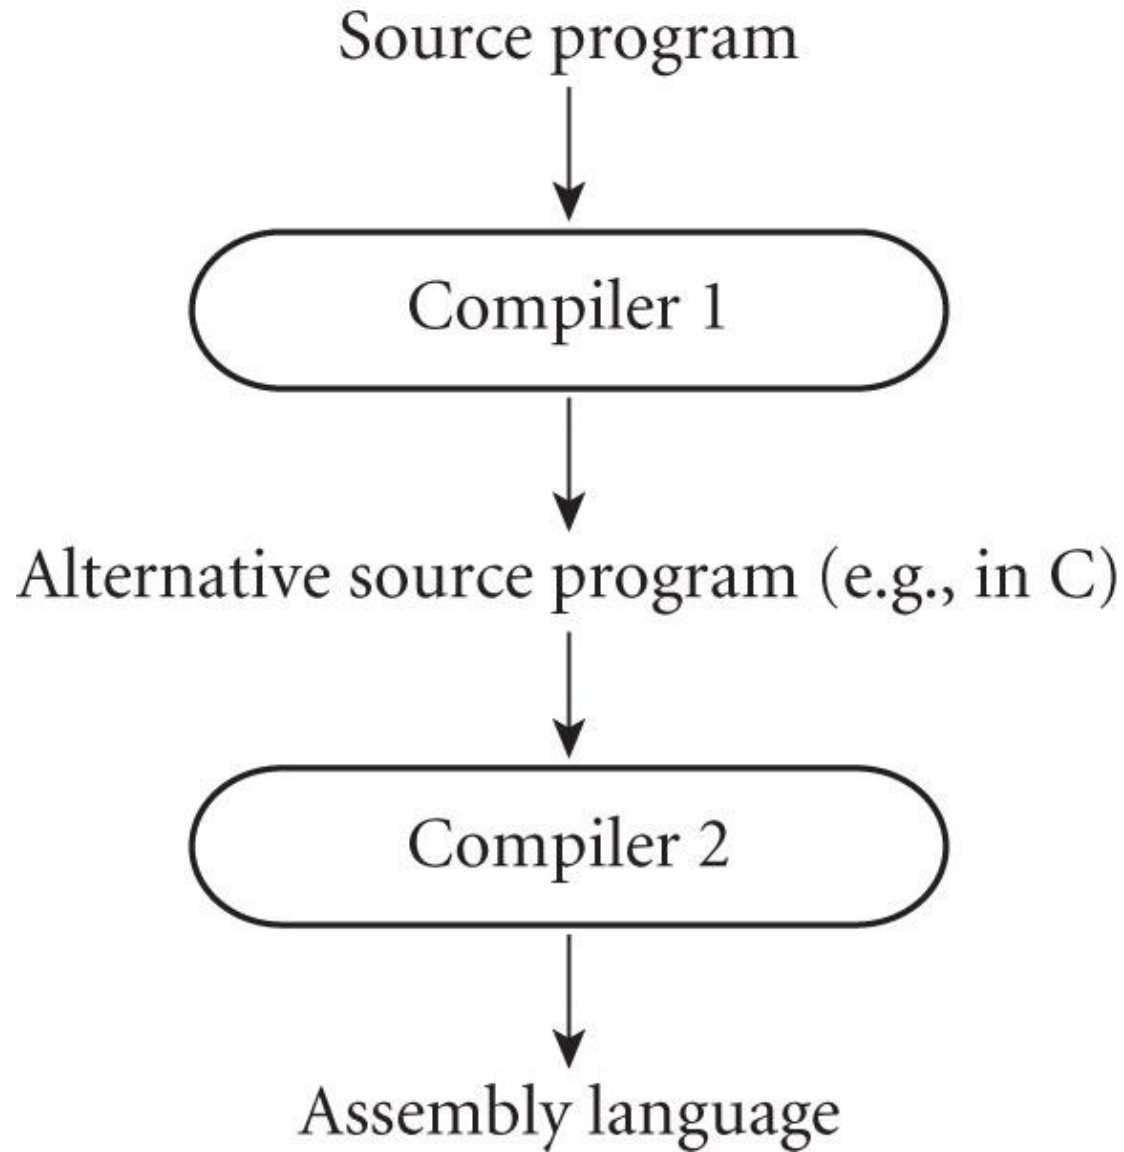 Source program
Compiler 1
Alternative source program (e.g., in C)
Compiler 2
Assembly language